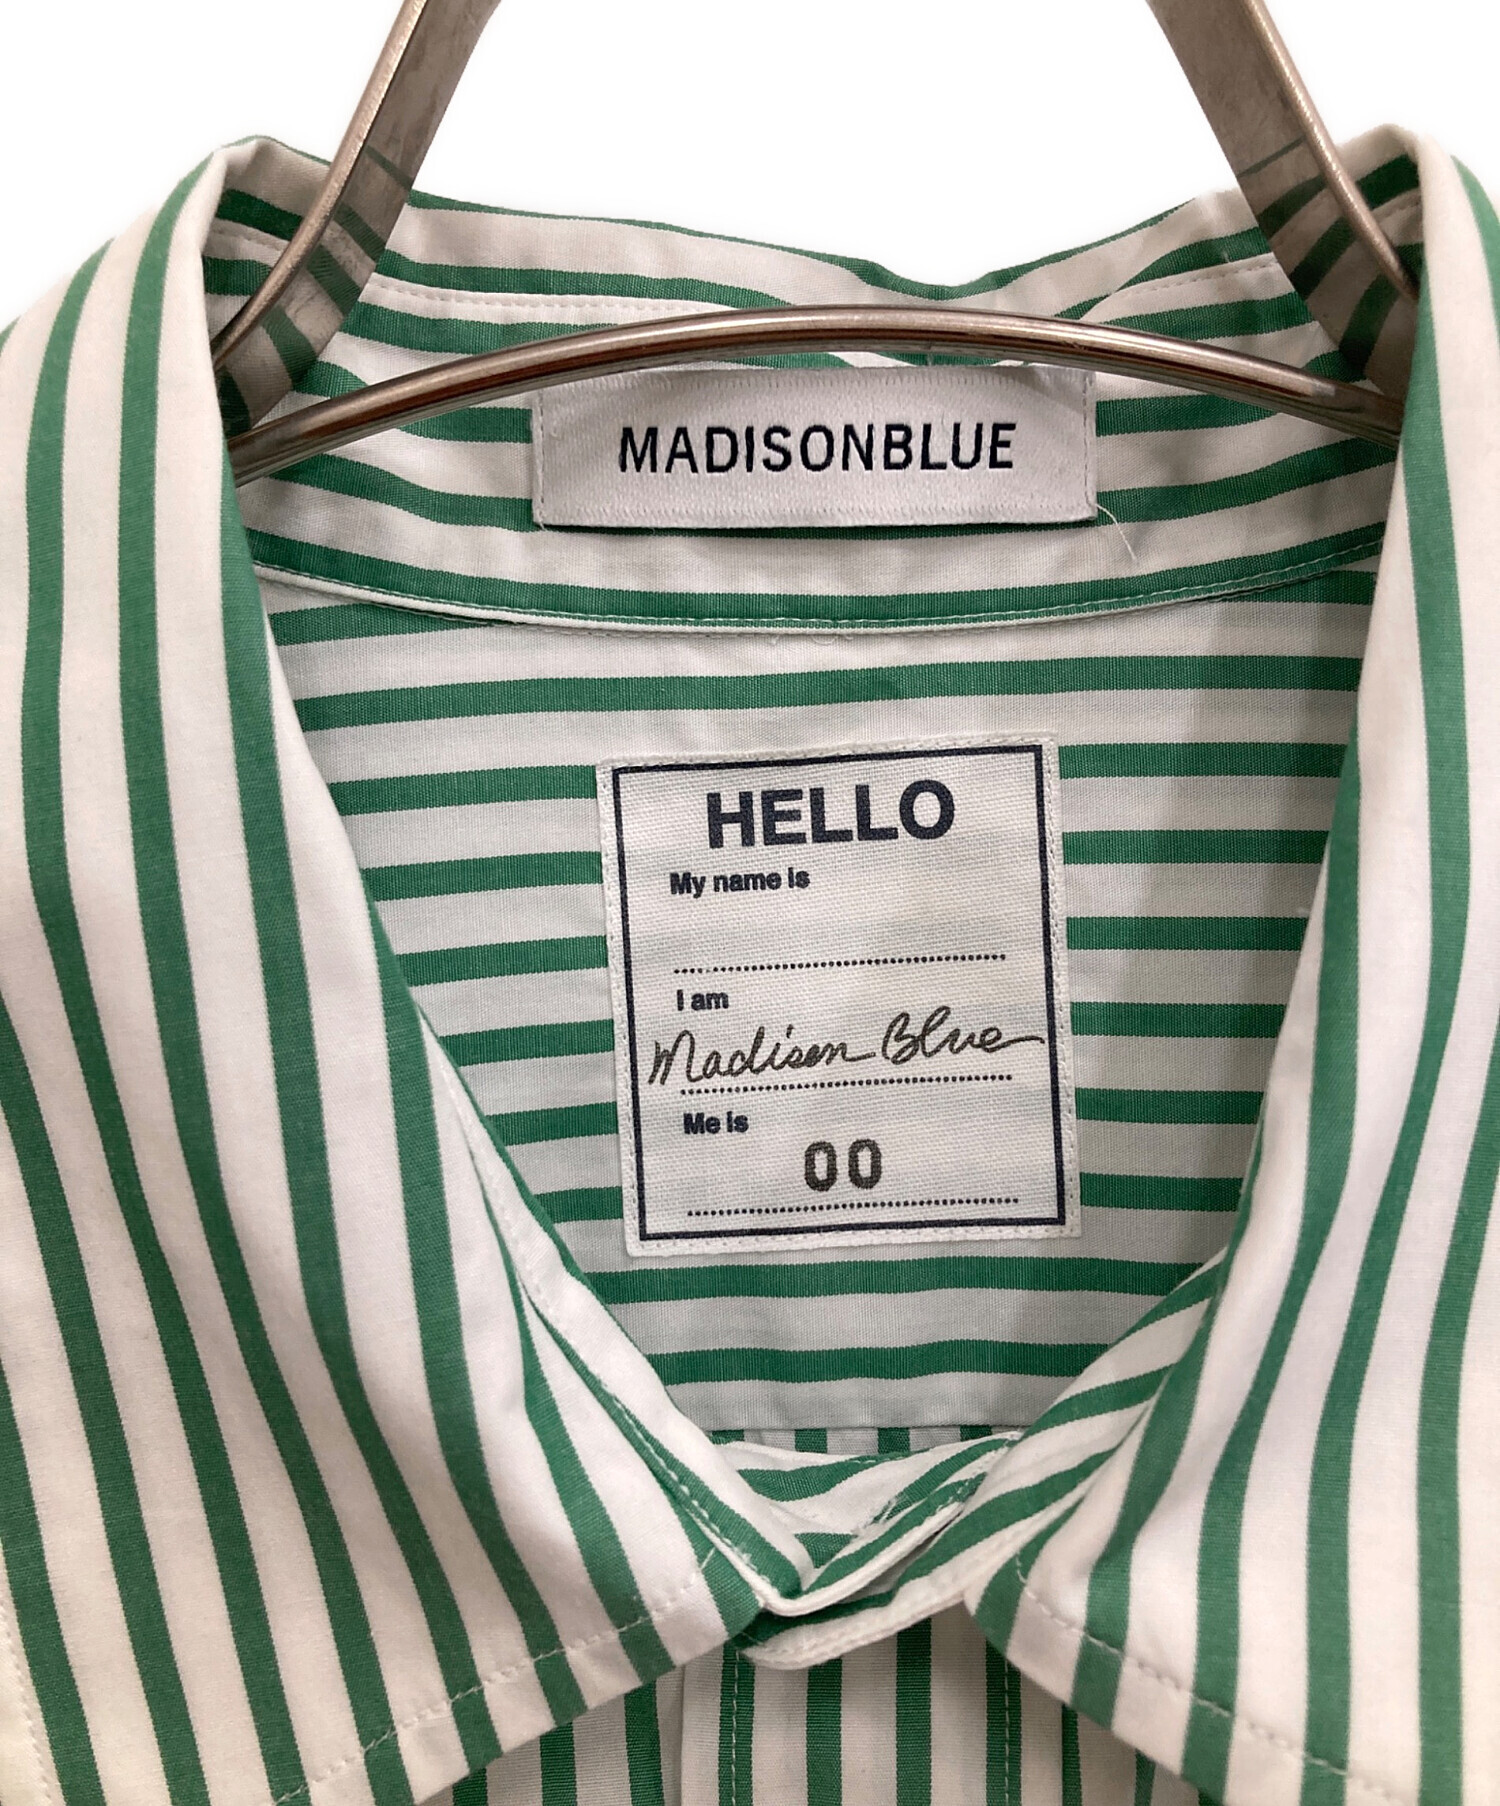 MADISONBLUE
HELLO
My name is
I am
Madison Blue
Me is
00